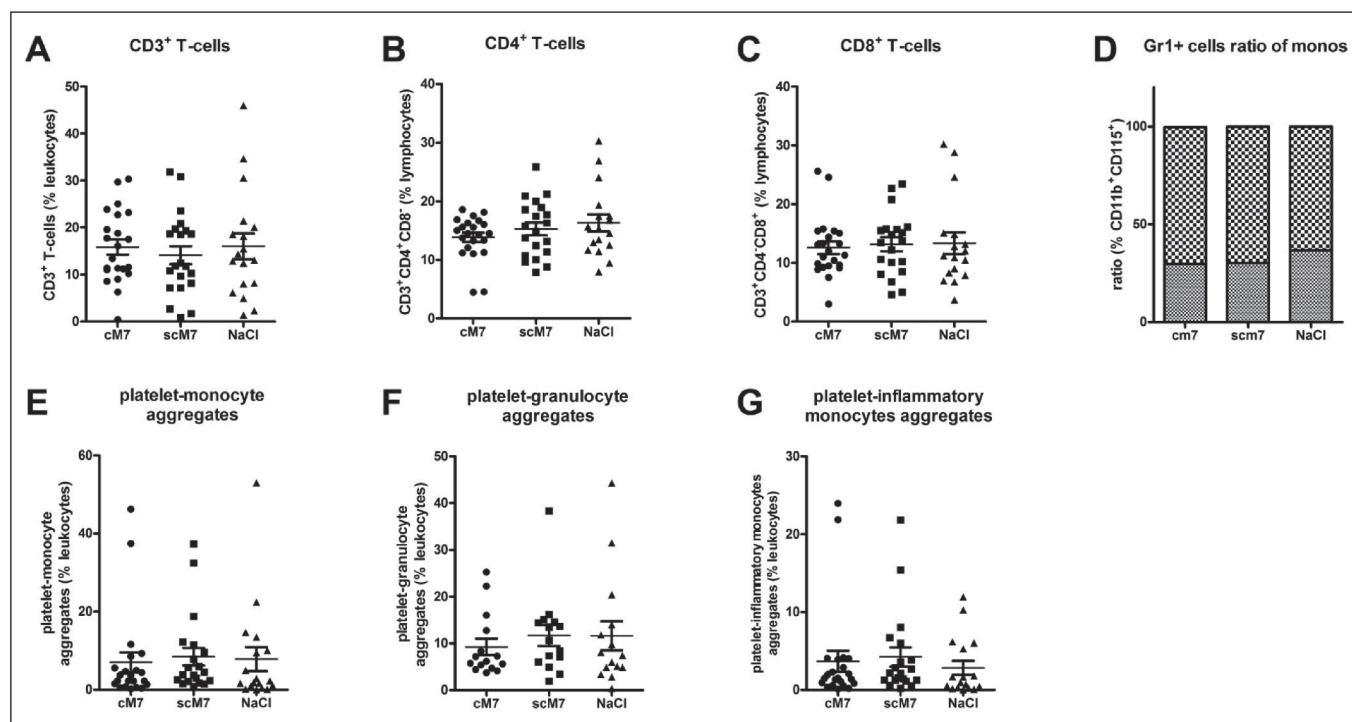 A
CD3⁺ T-cells
CD3⁺ T-cells (% leukocytes)
50
40
30
20
10
0
cM7 scM7 NaCl
B
CD4⁺ T-cells
CD3⁺CD4⁺CD8⁻ (% lymphocytes)
40
30
20
10
0
cM7 scM7 NaCl
C
CD8⁺ T-cells
CD3⁺CD4⁻CD8⁺ (% lymphocytes)
40
30
20
10
0
cM7 scM7 NaCl
D
Gr1+ cells ratio of monos
ratio (% CD11b⁺CD115⁺)
100
50
0
cm7 scm7 NaCl
E
platelet-monocyte
aggregates
platelet-monocyte
aggregates (% leukocytes)
60
40
20
0
cM7 scM7 NaCl
F
platelet-granulocyte
aggregates
platelet-granulocyte
aggregates (% leukocytes)
50
40
30
20
10
0
cM7 scM7 NaCl
G
platelet-inflammatory
monocytes aggregates
platelet-inflammatory monocytes
aggregates (% leukocytes)
30
20
10
0
cM7 scM7 NaCl